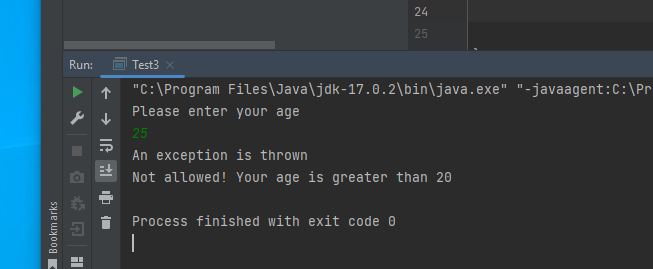 24
25
Run: Test3
"C:\Program Files\Java\jdk-17.0.2\bin\java.exe" "-javaagent:C:\Pr
Please enter your age
25
An exception is thrown
Not allowed! Your age is greater than 20
Process finished with exit code 0
Bookmarks